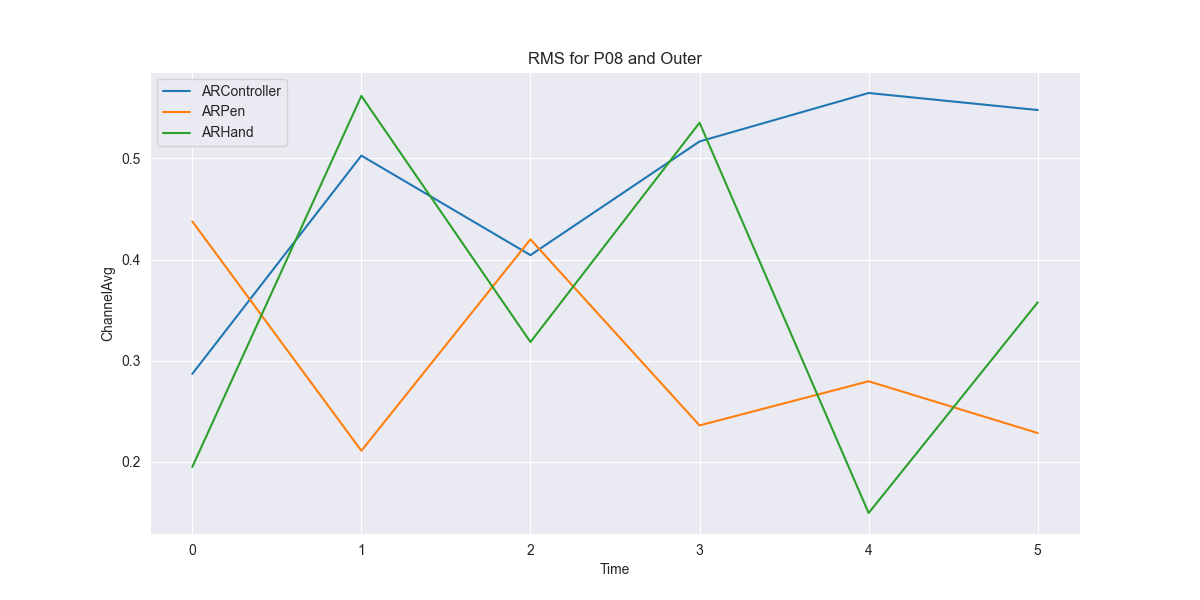 RMS for P08 and Outer
ARController
ARPen
ARHand
0.5
0.4
0.3
0.2
ChannelAvg
0 1 2 3 4 5
Time